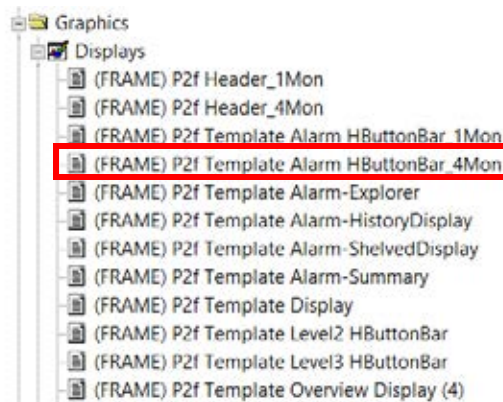 Graphics
Displays
(FRAME) P2f Header_1Mon
(FRAME) P2f Header_4Mon
(FRAME) P2f Template Alarm HButtonBar_1Mon
(FRAME) P2f Template Alarm HButtonBar_4Mon
(FRAME) P2f Template Alarm-Explorer
(FRAME) P2f Template Alarm-HistoryDisplay
(FRAME) P2f Template Alarm-ShelvedDisplay
(FRAME) P2f Template Alarm-Summary
(FRAME) P2f Template Display
(FRAME) P2f Template Level2 HButtonBar
(FRAME) P2f Template Level3 HButtonBar
(FRAME) P2f Template Overview Display (4)